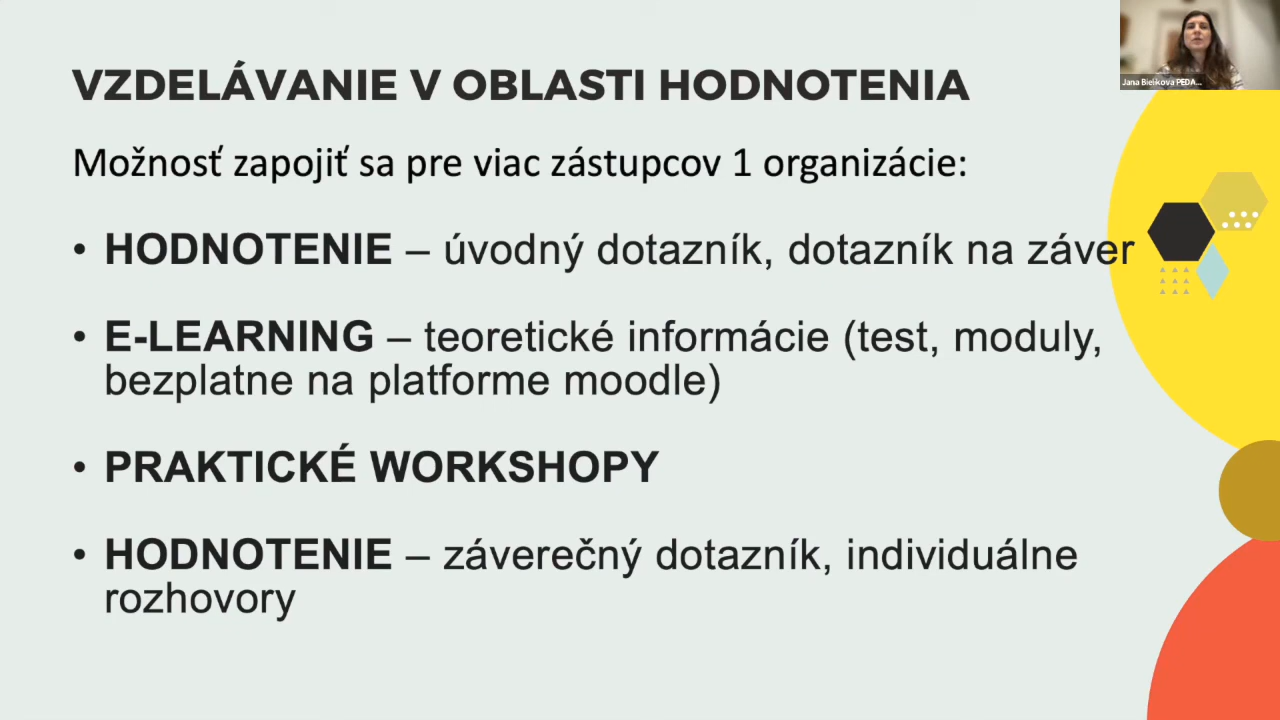 VZDELÁVANIE V OBLASTI HODNOTENIA
Možnosť zapojiť sa pre viac zástupcov 1 organizácie:
• HODNOTENIE – úvodný dotazník, dotazník na záver
• E-LEARNING – teoretické informácie (test, moduly,
bezplatne na platforme moodle)
• PRAKTICKÉ WORKSHOPY
• HODNOTENIE – záverečný dotazník, individuálne
rozhovory
Jana Bielikova PEDA...